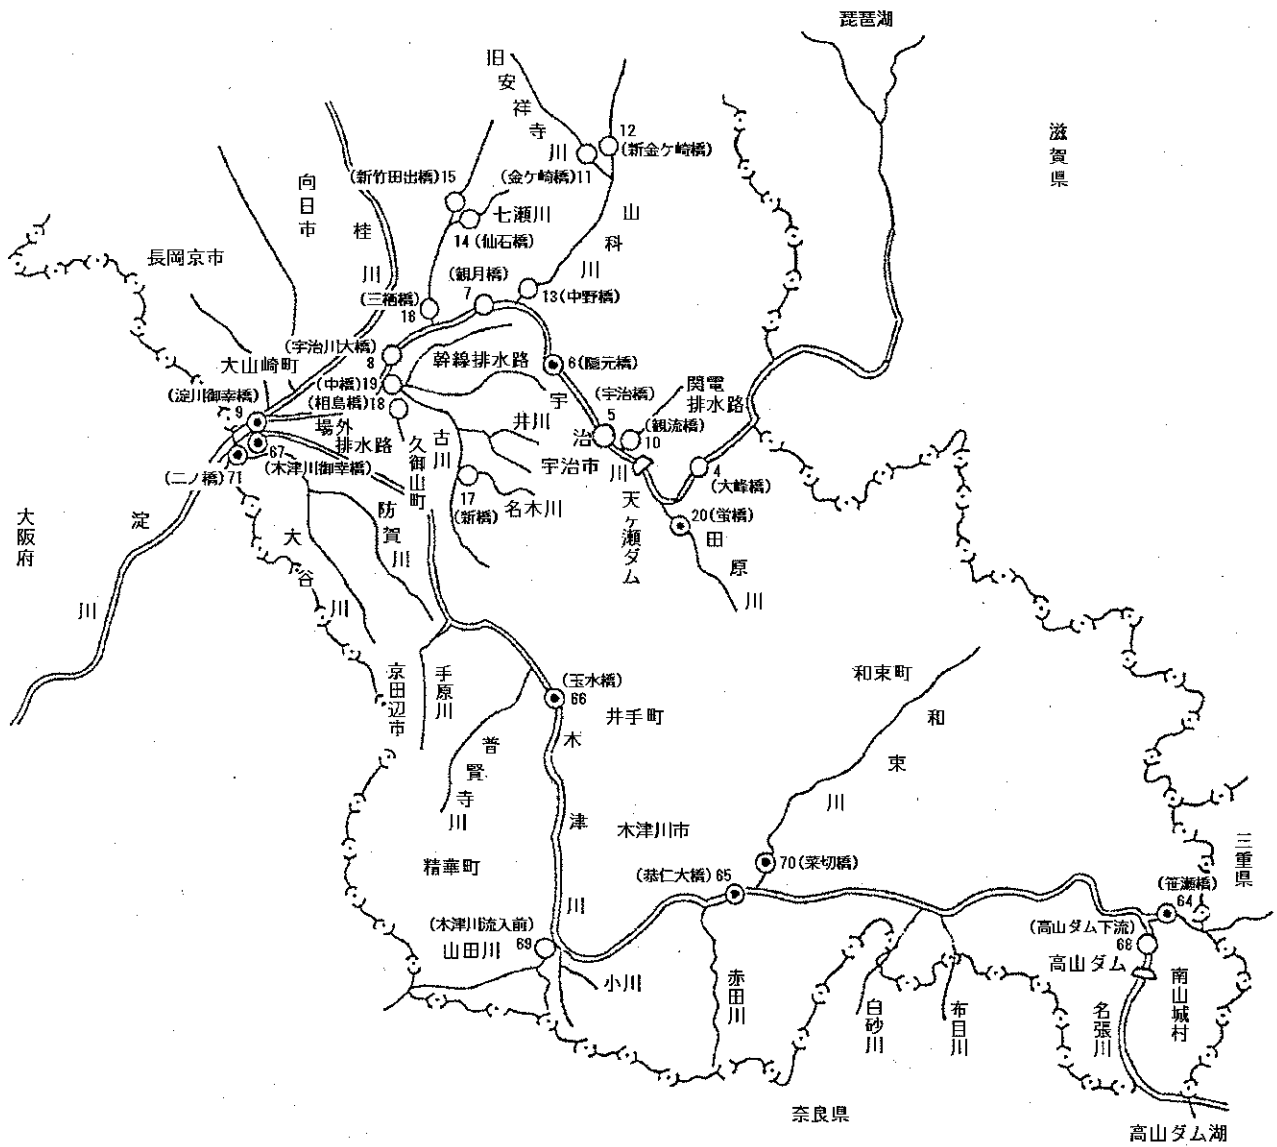 琵琶湖
滋賀県
旧安祥寺川
12
(新金ケ崎橋)
(金ケ崎橋)11
(新竹田出橋)15
向日市
桂川
七瀬川
14(仙石橋)
山科川
長岡京市
(観月橋)
7
13(中野橋)
(三栖橋)
16
(宇治川大橋)
8
大山崎町
幹線排水路
6(隠元橋)
(中橋)19
(淀川御幸橋)
9
(相島橋)18
(宇治橋)
5
関電
排水路
(観流橋)
10
場外
排水路
古川
井川
宇治川
宇治市
久御山町
67
(木津川御幸橋)
(二ノ橋)
71
4
(大峰橋)
17
(新橋)
名木川
天ヶ瀬ダム
20(蛍橋)
田原川
大阪府
淀川
大谷川
防賀川
京田辺市
手原川
(玉水橋)
66
井手町
和束町
和束川
普賢寺川
木津川
木津川市
精華町
三重県
70(菜切橋)
(恭仁大橋)65
(笹瀬橋)
64
(木津川流入前)
69
山田川
(高山ダム下流)
68
高山ダム
小川
赤田川
白砂川
布目川
名張川
南山城村
奈良県
高山ダム湖